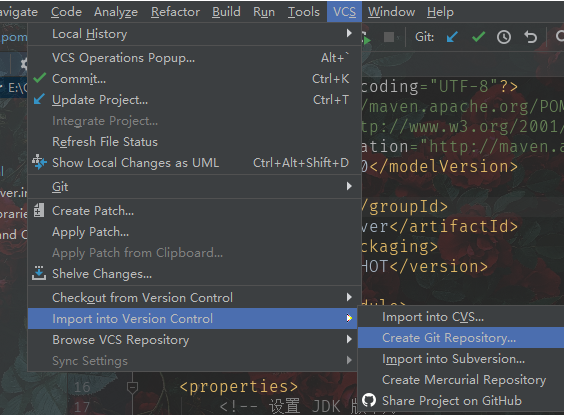 avigate Code Analyze Refactor Build Run Tools VCS Window Help
pom
Local History
VCS Operations Popup... Alt+`
Commit... Ctrl+K
Update Project... Ctrl+T
Integrate Project...
Refresh File Status
Show Local Changes as UML Ctrl+Alt+Shift+D
Git
Create Patch...
Apply Patch...
Apply Patch from Clipboard...
Shelve Changes...
Checkout from Version Control
Import into Version Control
Browse VCS Repository
Sync Settings
Git:
E:\
ver.in
braries
and C
coding="UTF-8"?>
/maven.apache.org/POM
tp://www.w3.org/2001/
ation="http://maven.a
0</modelVersion>
/groupId>
ver</artifactId>
ckaging>
HOT</version>
dule>
Import into CVS...
Create Git Repository...
Import into Subversion...
Create Mercurial Repository
Share Project on GitHub
16 <properties>
17 <!-- 设置 JDK 版